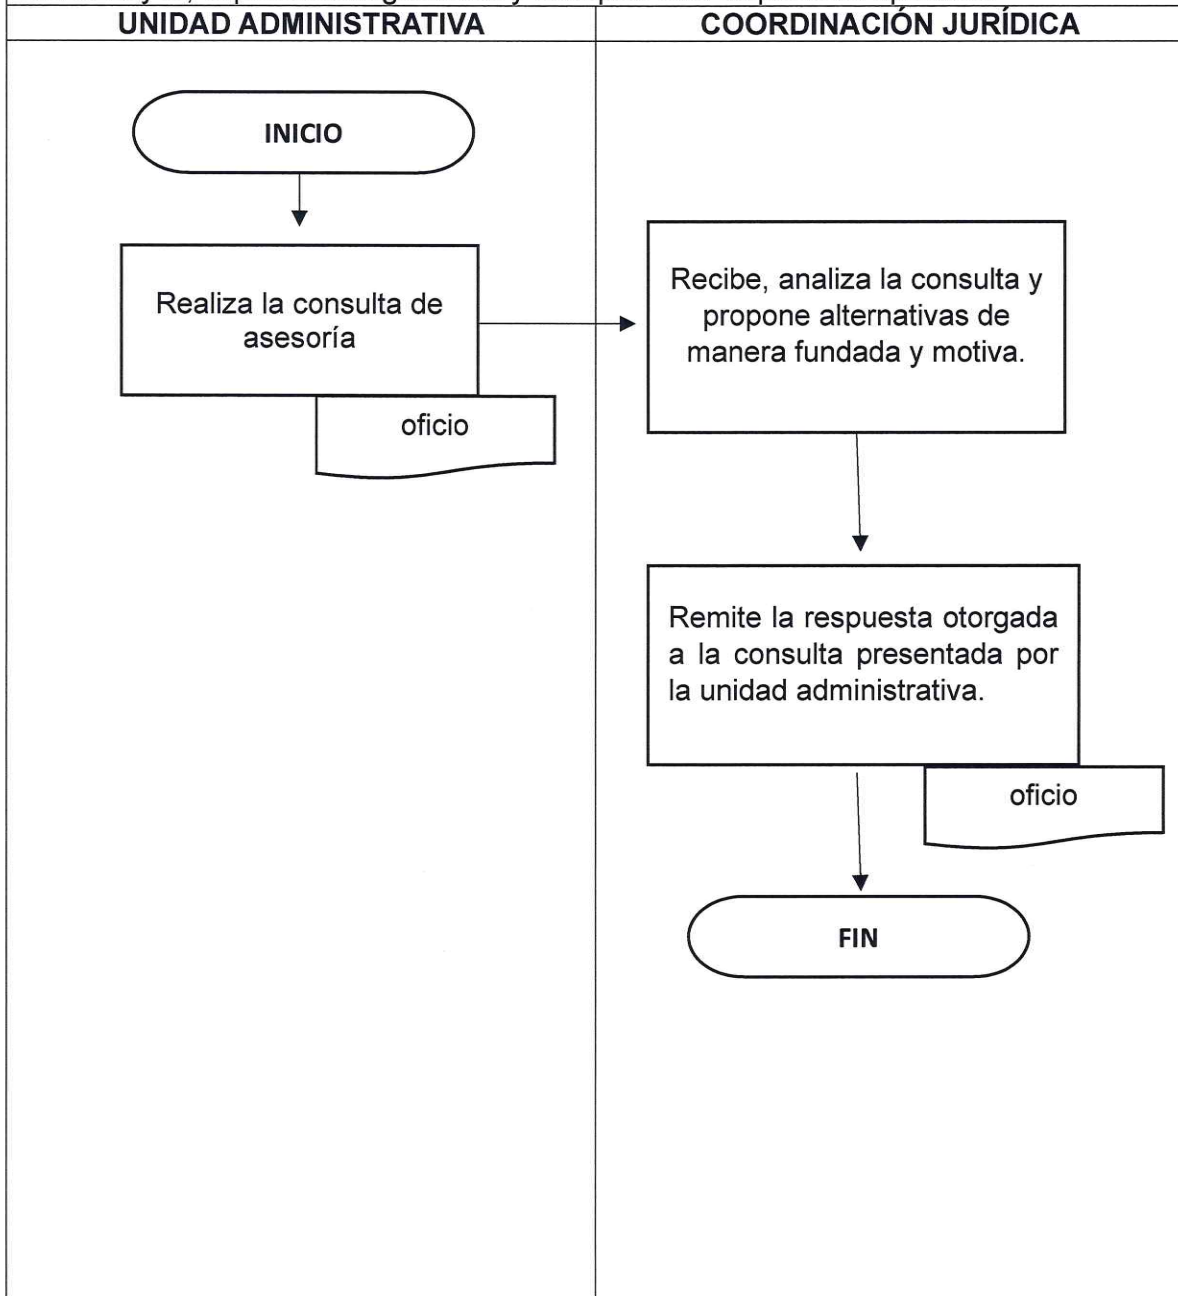 UNIDAD ADMINISTRATIVA
COORDINACIÓN JURÍDICA
INICIO
Realiza la consulta de
asesoría
oficio
Recibe, analiza la consulta y
propone alternativas de
manera fundada y motiva.
Remite la respuesta otorgada
a la consulta presentada por
la unidad administrativa.
oficio
FIN